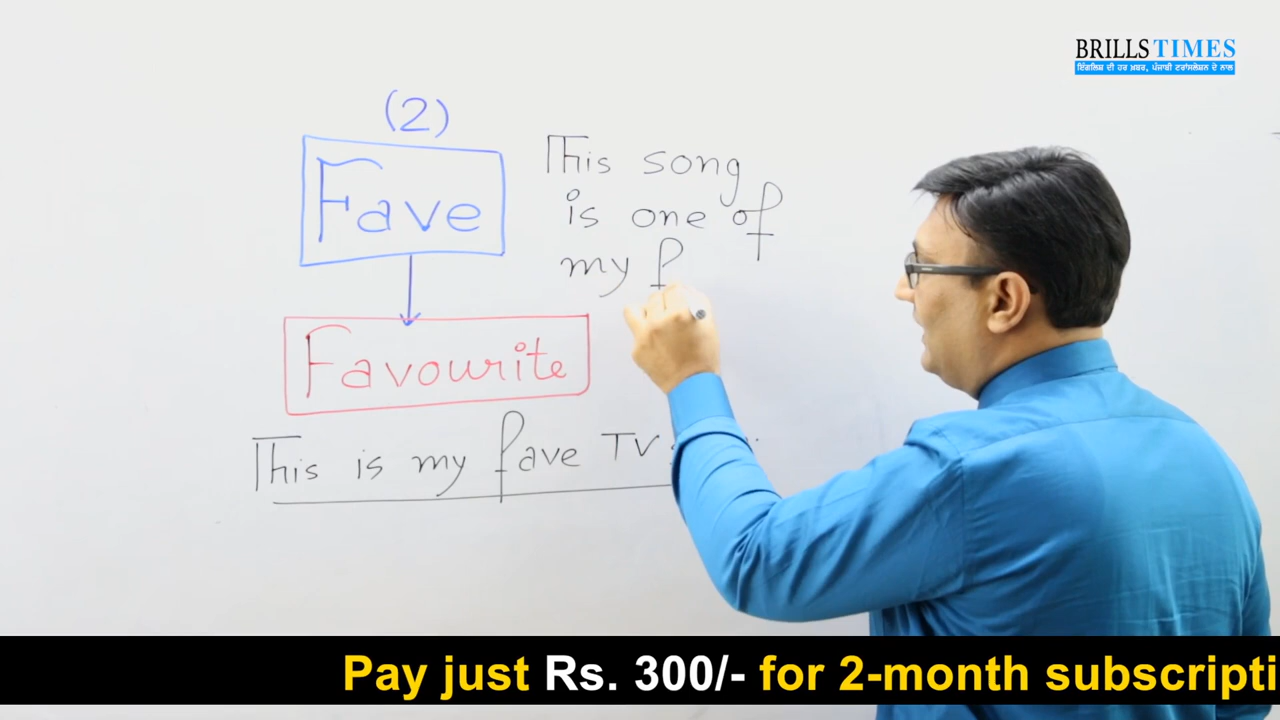 BRILLS TIMES
ਇੰਗਲਿਸ਼ ਦੀ ਹਰ ਖ਼ਬਰ, ਪੰਜਾਬੀ ਟਰਾਂਸਲੇਸ਼ਨ ਦੇ ਨਾਲ
(2)
Fave
This song
is one of
my f
Favourite
This is my fave TV
Pay just Rs. 300/- for 2-month subscripti